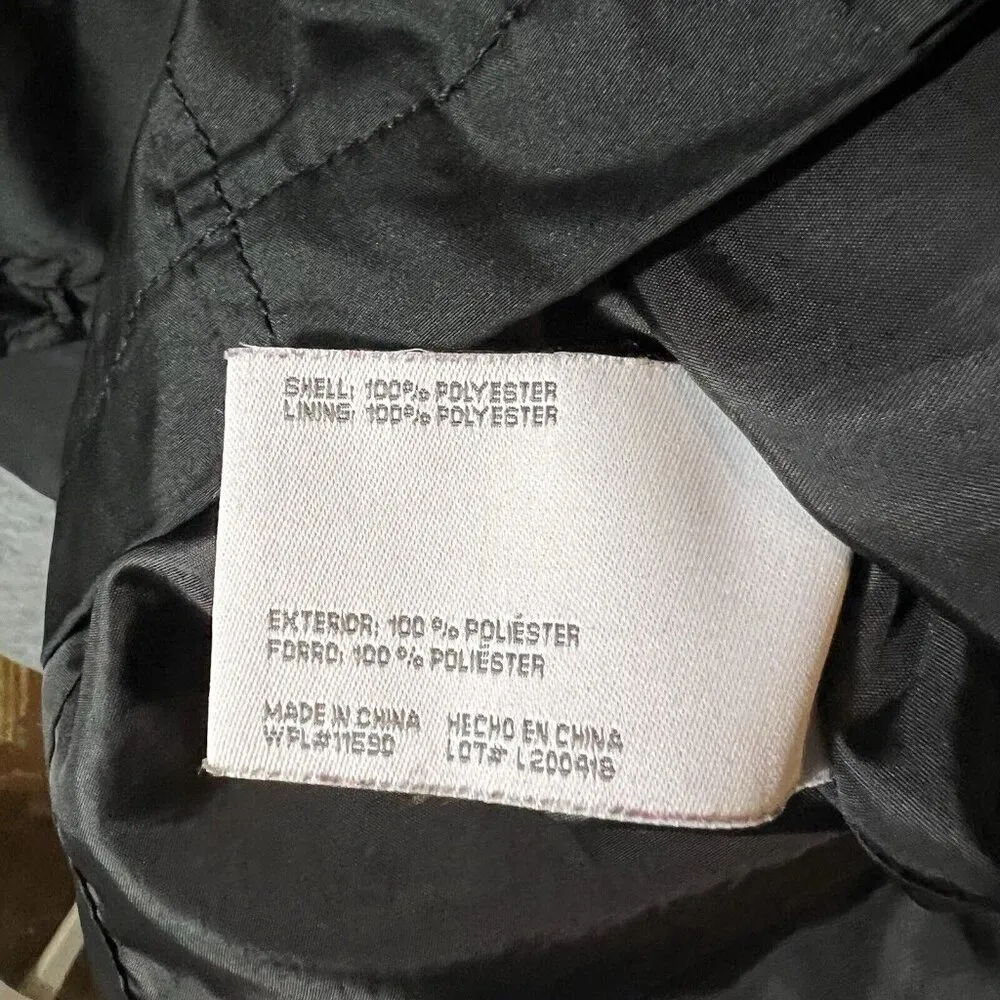 SHELL: 100% POLYESTER
LINING: 100% POLYESTER
EXTERIOR: 100 % POLIÉSTER
FORRO: 100 % POLIÉSTER
MADE IN CHINA HECHO EN CHINA
WPL#11590 LOT# L200418